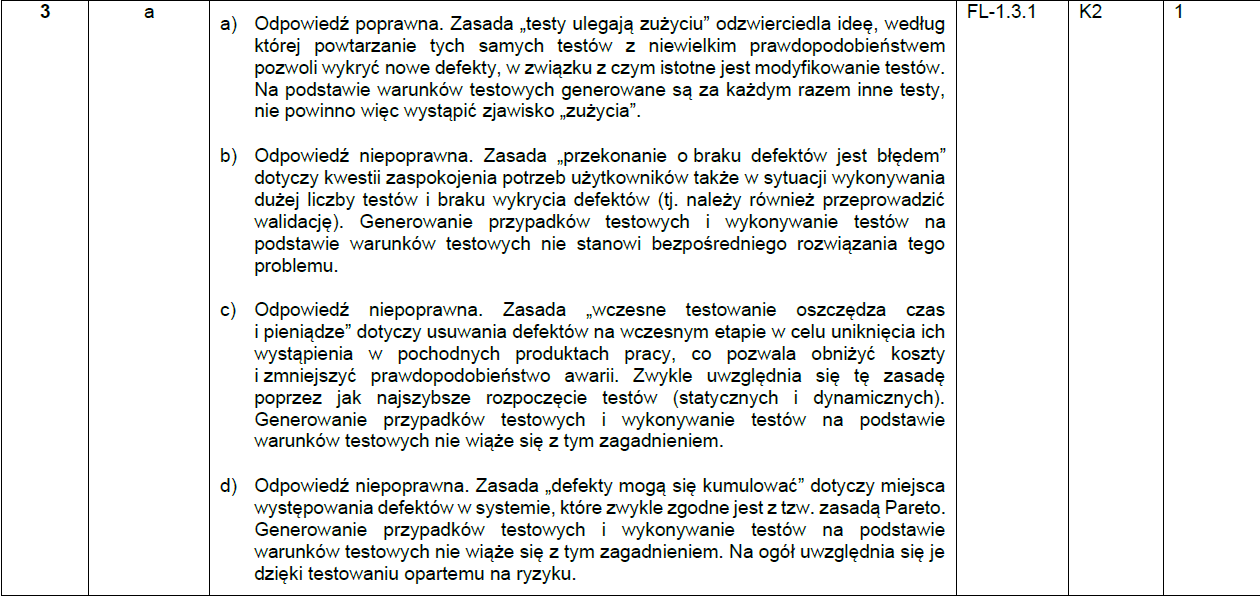 3 a FL-1.3.1 K2 1
a) Odpowiedź poprawna. Zasada „testy ulegają zużyciu” odzwierciedla ideę, według
której powtarzanie tych samych testów z niewielkim prawdopodobieństwem
pozwoli wykryć nowe defekty, w związku z czym istotne jest modyfikowanie testów.
Na podstawie warunków testowych generowane są za każdym razem inne testy,
nie powinno więc wystąpić zjawisko „zużycia”.
b) Odpowiedź niepoprawna. Zasada „przekonanie o braku defektów jest błędem”
dotyczy kwestii zaspokojenia potrzeb użytkowników także w sytuacji wykonywania
dużej liczby testów i braku wykrycia defektów (tj. należy również przeprowadzić
walidację). Generowanie przypadków testowych i wykonywanie testów na
podstawie warunków testowych nie stanowi bezpośredniego rozwiązania tego
problemu.
c) Odpowiedź niepoprawna. Zasada „wczesne testowanie oszczędza czas
i pieniądze” dotyczy usuwania defektów na wczesnym etapie w celu uniknięcia ich
wystąpienia w pochodnych produktach pracy, co pozwala obniżyć koszty
i zmniejszyć prawdopodobieństwo awarii. Zwykle uwzględnia się tę zasadę
poprzez jak najszybsze rozpoczęcie testów (statycznych i dynamicznych).
Generowanie przypadków testowych i wykonywanie testów na podstawie
warunków testowych nie wiąże się z tym zagadnieniem.
d) Odpowiedź niepoprawna. Zasada „defekty mogą się kumulować” dotyczy miejsca
występowania defektów w systemie, które zwykle zgodne jest z tzw. zasadą Pareto.
Generowanie przypadków testowych i wykonywanie testów na podstawie
warunków testowych nie wiąże się z tym zagadnieniem. Na ogół uwzględnia się je
dzięki testowaniu opartemu na ryzyku.